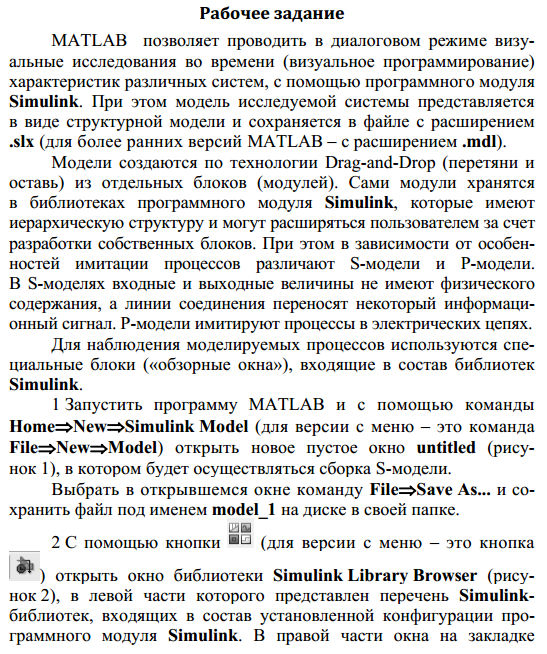 Рабочее задание
MATLAB позволяет проводить в диалоговом режиме визу-
альные исследования во времени (визуальное программирование)
характеристик различных систем, с помощью программного модуля
Simulink. При этом модель исследуемой системы представляется
в виде структурной модели и сохраняется в файле с расширением
.slx (для более ранних версий MATLAB – с расширением .mdl).
Модели создаются по технологии Drag-and-Drop (перетяни и
оставь) из отдельных блоков (модулей). Сами модули хранятся
в библиотеках программного модуля Simulink, которые имеют
иерархическую структуру и могут расширяться пользователем за счет
разработки собственных блоков. При этом в зависимости от особен-
ностей имитации процессов различают S-модели и P-модели.
В S-моделях входные и выходные величины не имеют физического
содержания, а линии соединения переносят некоторый информаци-
онный сигнал. P-модели имитируют процессы в электрических цепях.
Для наблюдения моделируемых процессов используются спе-
циальные блоки («обзорные окна»), входящие в состав библиотек
Simulink.
1 Запустить программу MATLAB и с помощью команды
Home⇒New⇒Simulink Model (для версии с меню – это команда
File⇒New⇒Model) открыть новое пустое окно untitled (рису-
нок 1), в котором будет осуществляться сборка S-модели.
Выбрать в открывшемся окне команду File⇒Save As... и со-
хранить файл под именем model_1 на диске в своей папке.
2 С помощью кнопки (для версии с меню – это кнопка
) открыть окно библиотеки Simulink Library Browser (рису-
нок 2), в левой части которого представлен перечень Simulink-
библиотек, входящих в состав установленной конфигурации про-
граммного модуля Simulink. В правой части окна на закладке